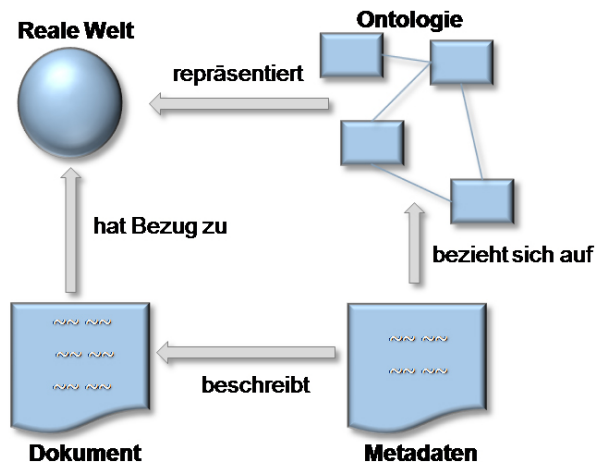 Ontologie
Reale Welt
repräsentiert
hat Bezug zu
bezieht sich auf
beschreibt
Dokument
Metadaten